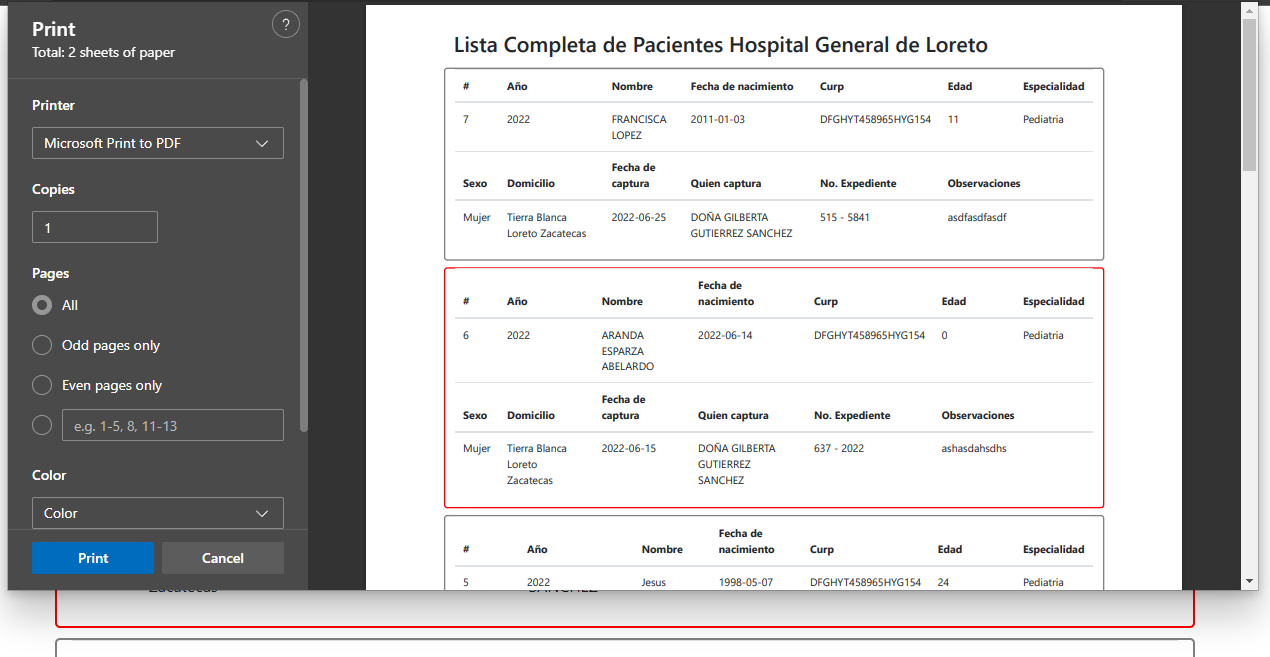 Print
?
Total: 2 sheets of paper
Printer
Microsoft Print to PDF
Copies
1
Pages
All
Odd pages only
Even pages only
e.g. 1-5, 8, 11-13
Color
Color
Print Cancel
Lista Completa de Pacientes Hospital General de Loreto
# Año Nombre Fecha de nacimiento Curp Edad Especialidad
7 2022 FRANCISCA 2011-01-03 DFGHYT458965HYG154 11 Pediatria
LOPEZ
Fecha de
Sexo Domicilio captura Quien captura No. Expediente Observaciones
Mujer Tierra Blanca 2022-06-25 DOÑA GILBERTA 515 - 5841 asdfasdfasdf
Loreto Zacatecas GUTIERREZ SANCHEZ
Fecha de
# Año Nombre nacimiento Curp Edad Especialidad
6 2022 ARANDA 2022-06-14 DFGHYT458965HYG154 0 Pediatria
ESPARZA
ABELARDO
Fecha de
Sexo Domicilio captura Quien captura No. Expediente Observaciones
Mujer Tierra Blanca 2022-06-15 DOÑA GILBERTA 637 - 2022 ashasdahsdhs
Loreto GUTIERREZ
Zacatecas SANCHEZ
Fecha de
# Año Nombre nacimiento Curp Edad Especialidad
5 2022 Jesus 1998-05-07 DFGHYT458965HYG154 24 Pediatria
Zacatecas SANCHEZ